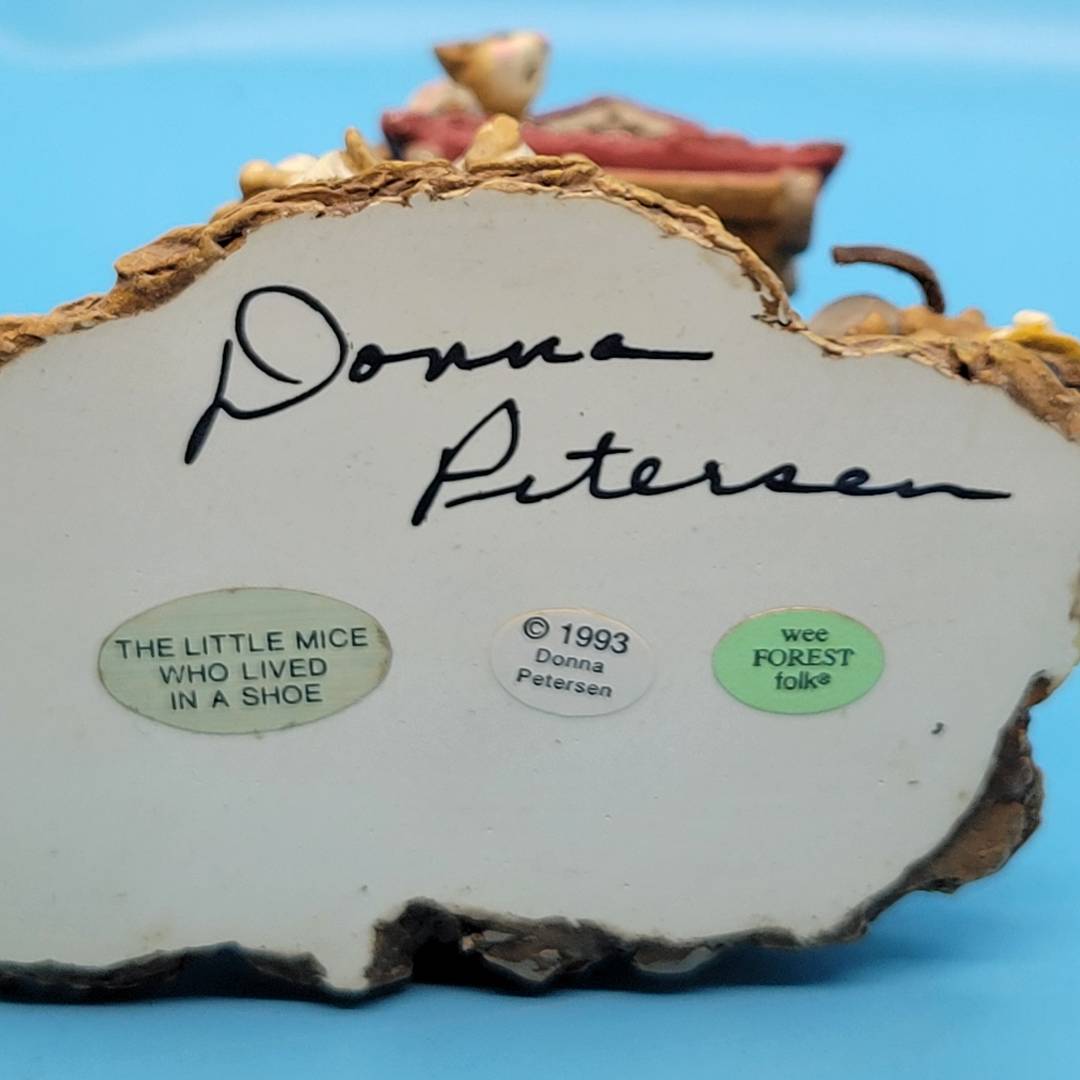 Donna
Petersen
THE LITTLE MICE
WHO LIVED
IN A SHOE
© 1993
Donna
Petersen
wee
FOREST
folk®